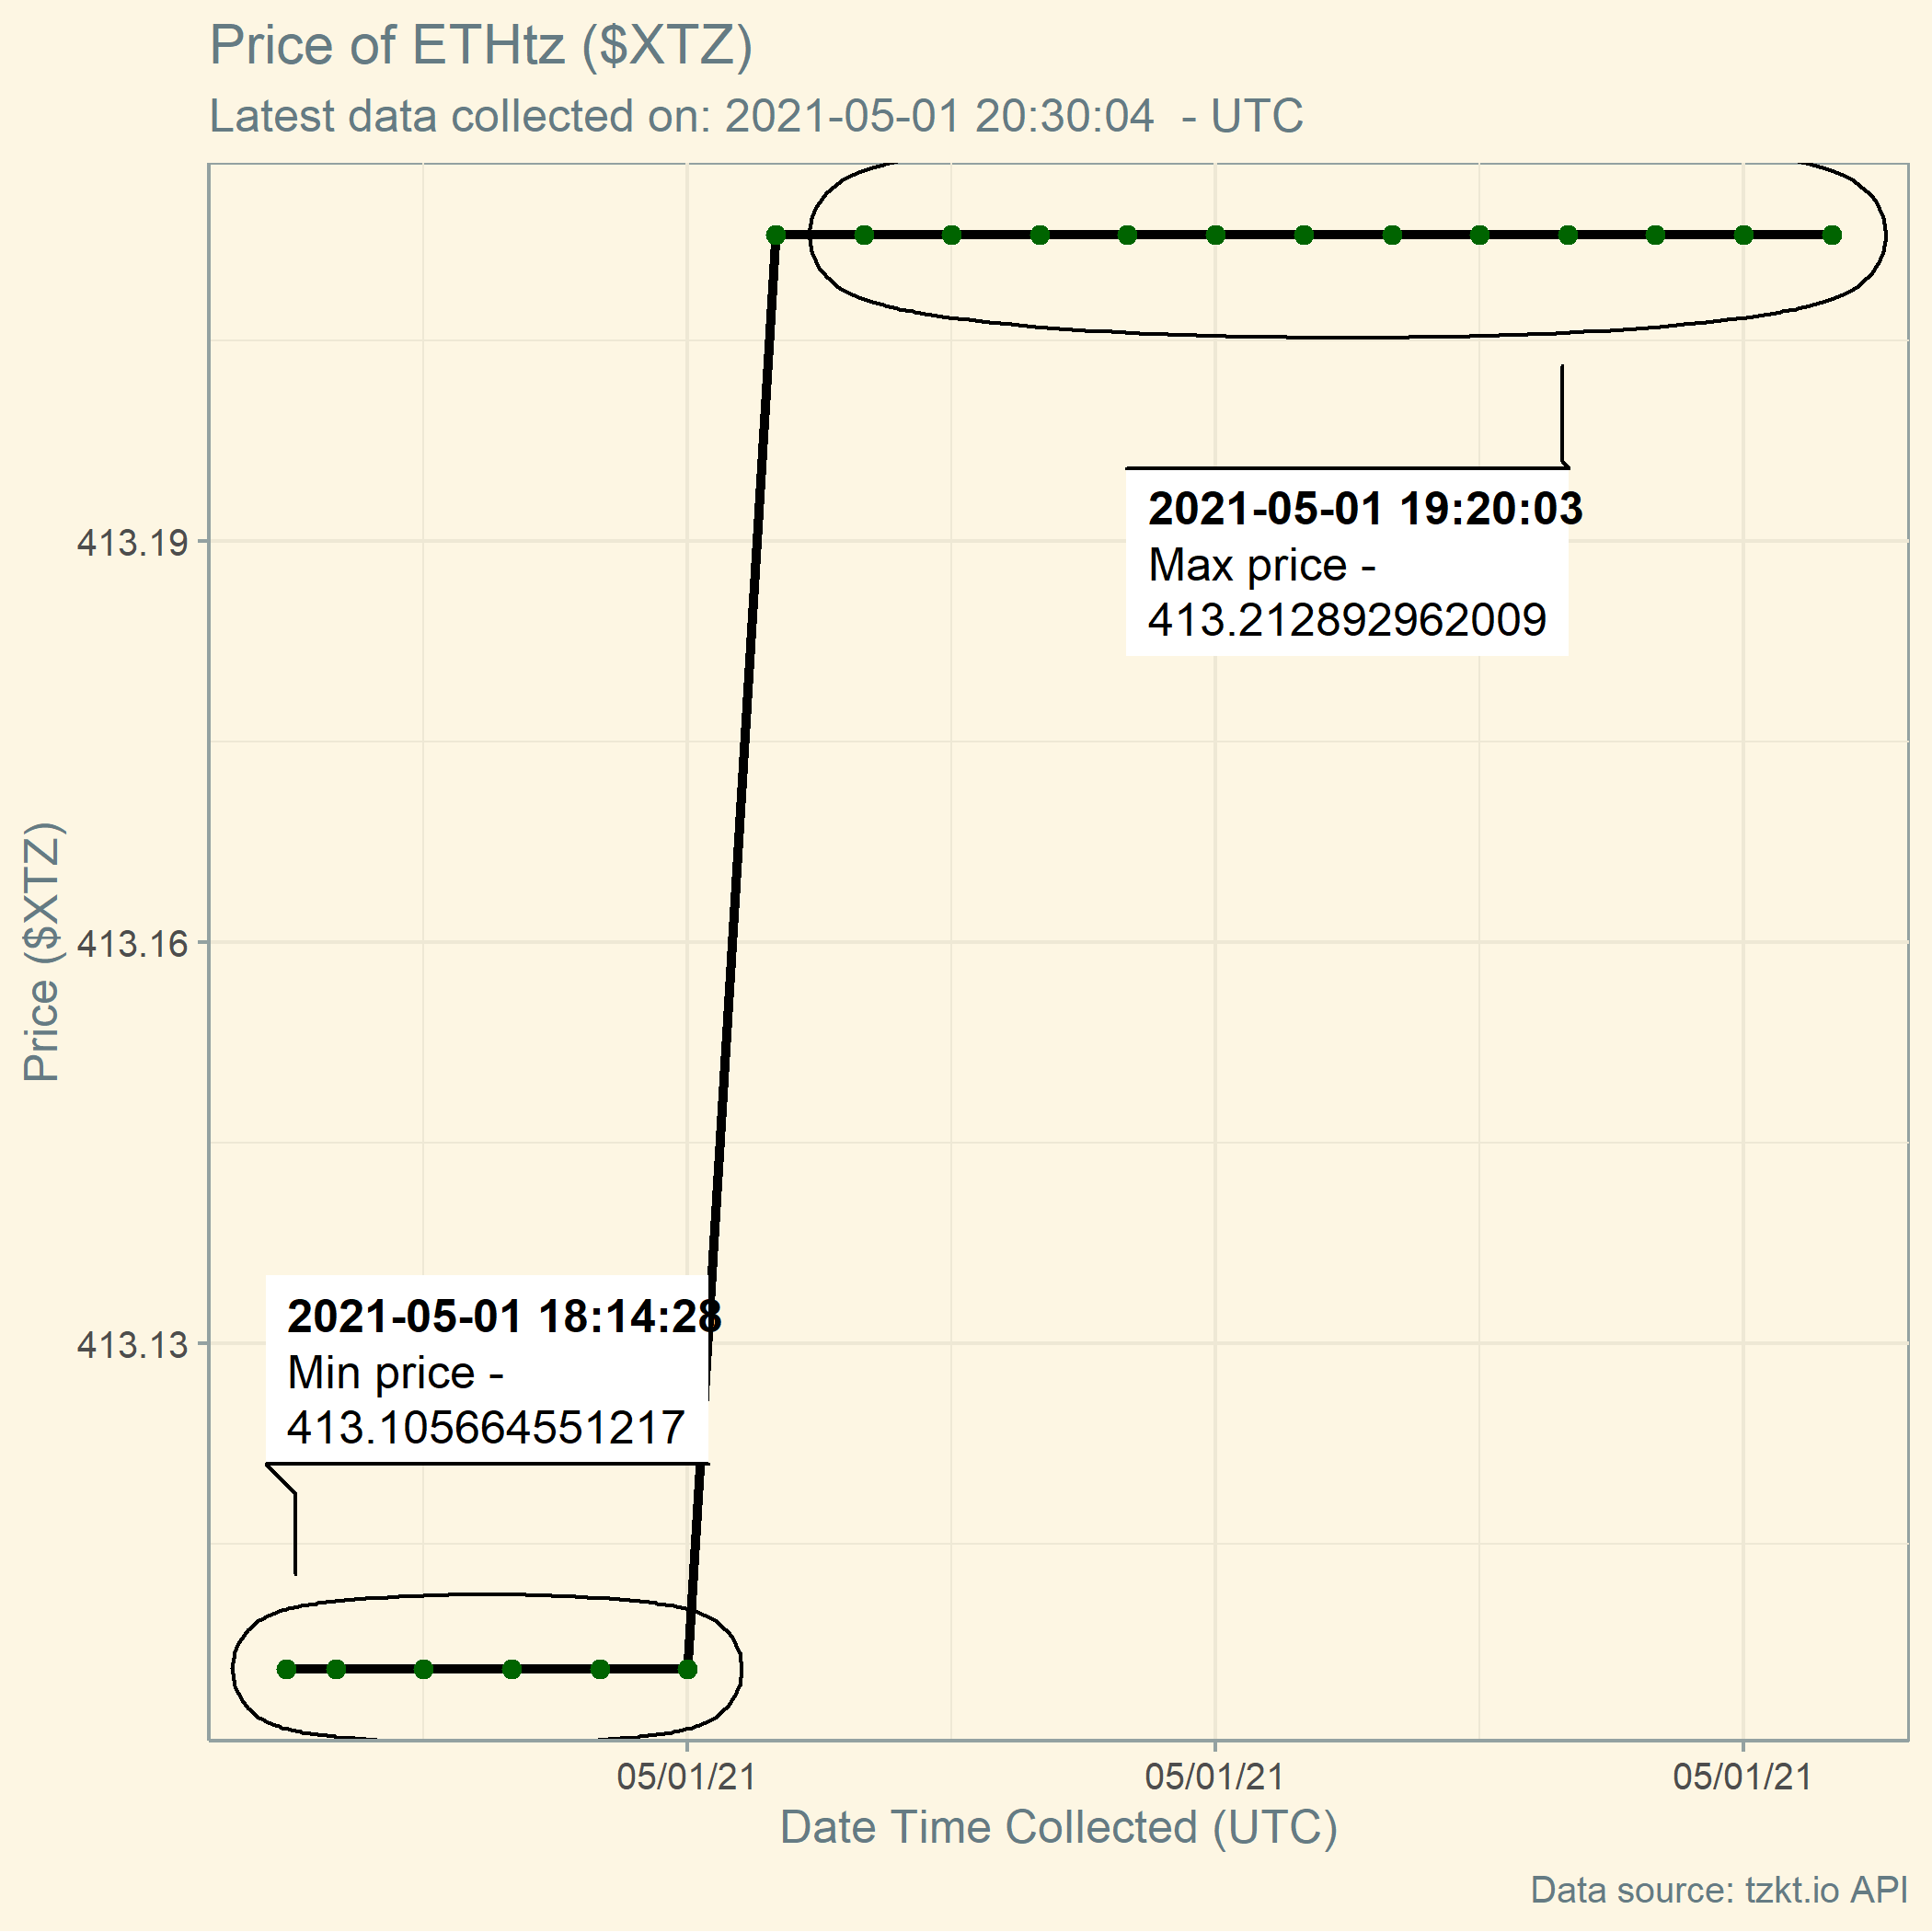 Price of ETHtz ($XTZ)
Latest data collected on: 2021-05-01 20:30:04  - UTC
2021-05-01 19:20:03
Max price -
413.212892962009
2021-05-01 18:14:28
Min price -
413.105664551217
Price ($XTZ)
413.19
413.16
413.13
05/01/21
05/01/21
05/01/21
Date Time Collected (UTC)
Data source: tzkt.io API